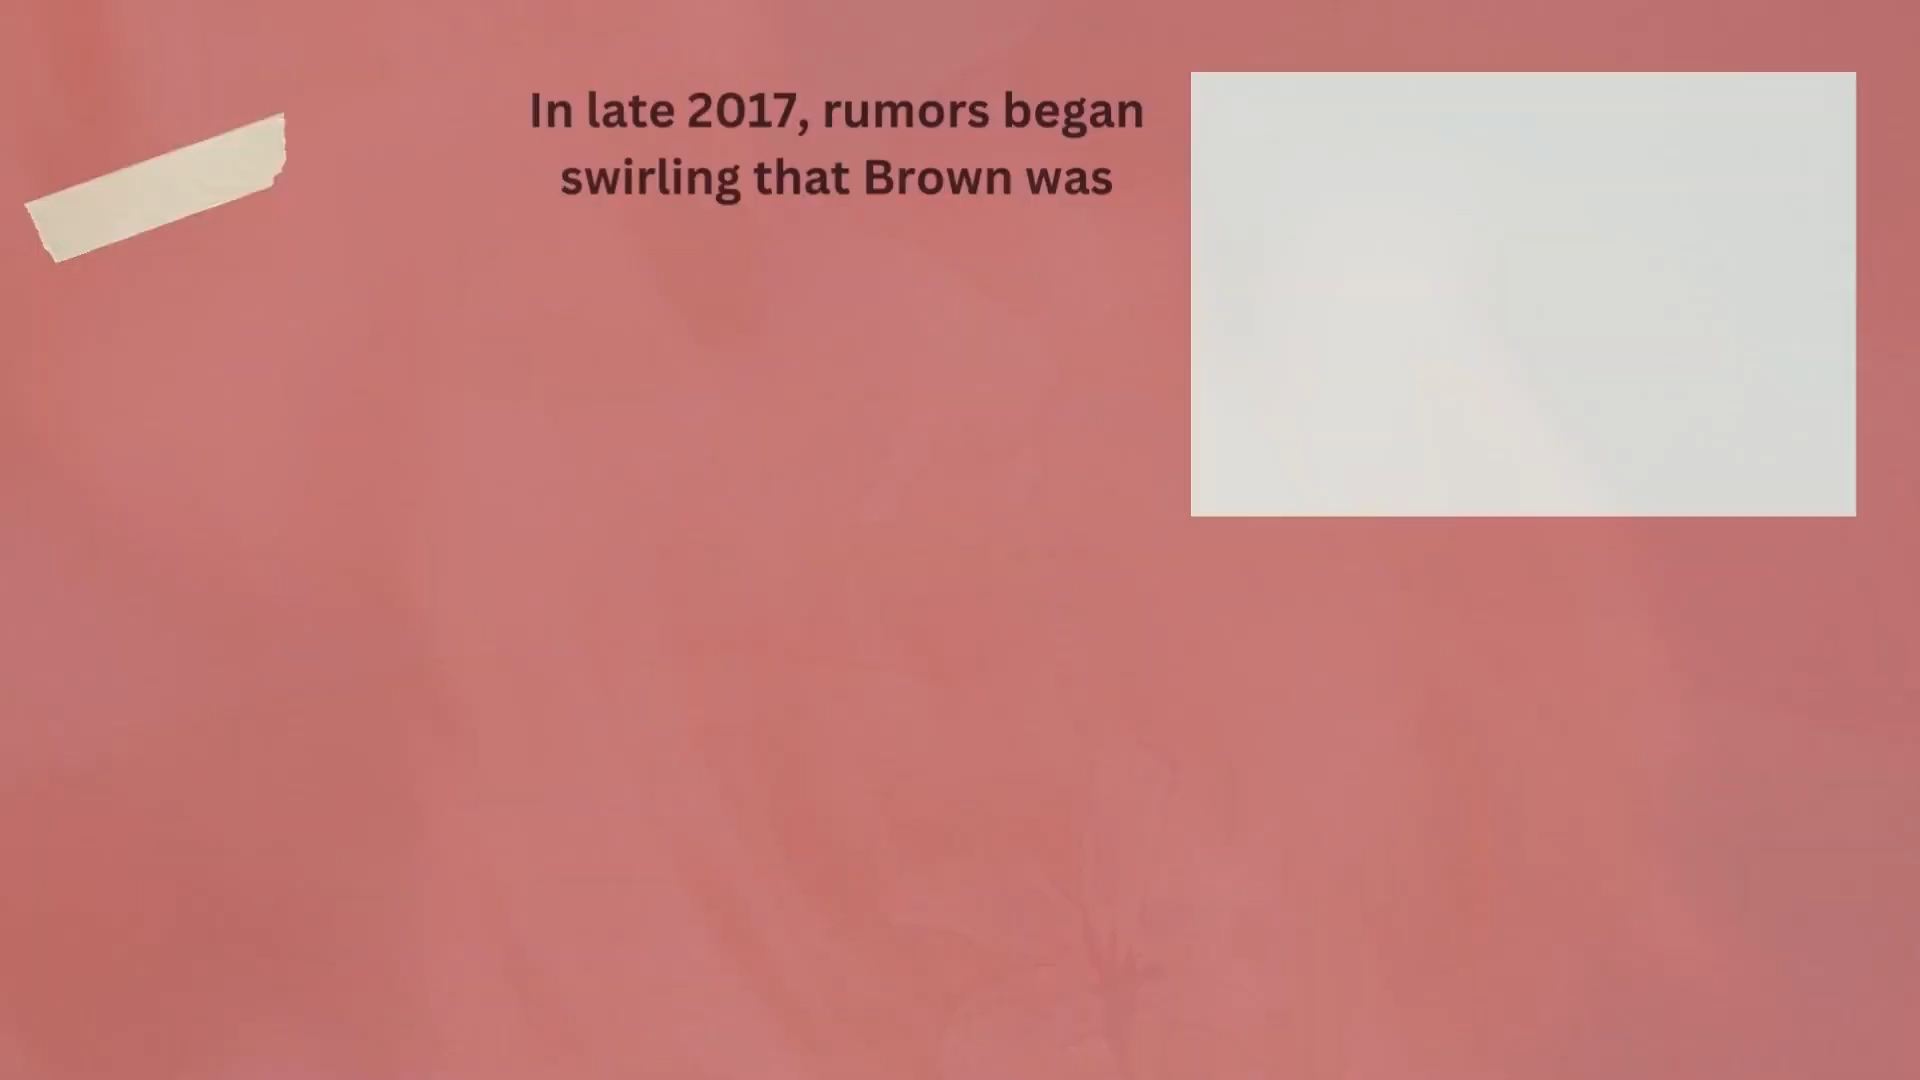 In late 2017, rumors began
swirling that Brown was